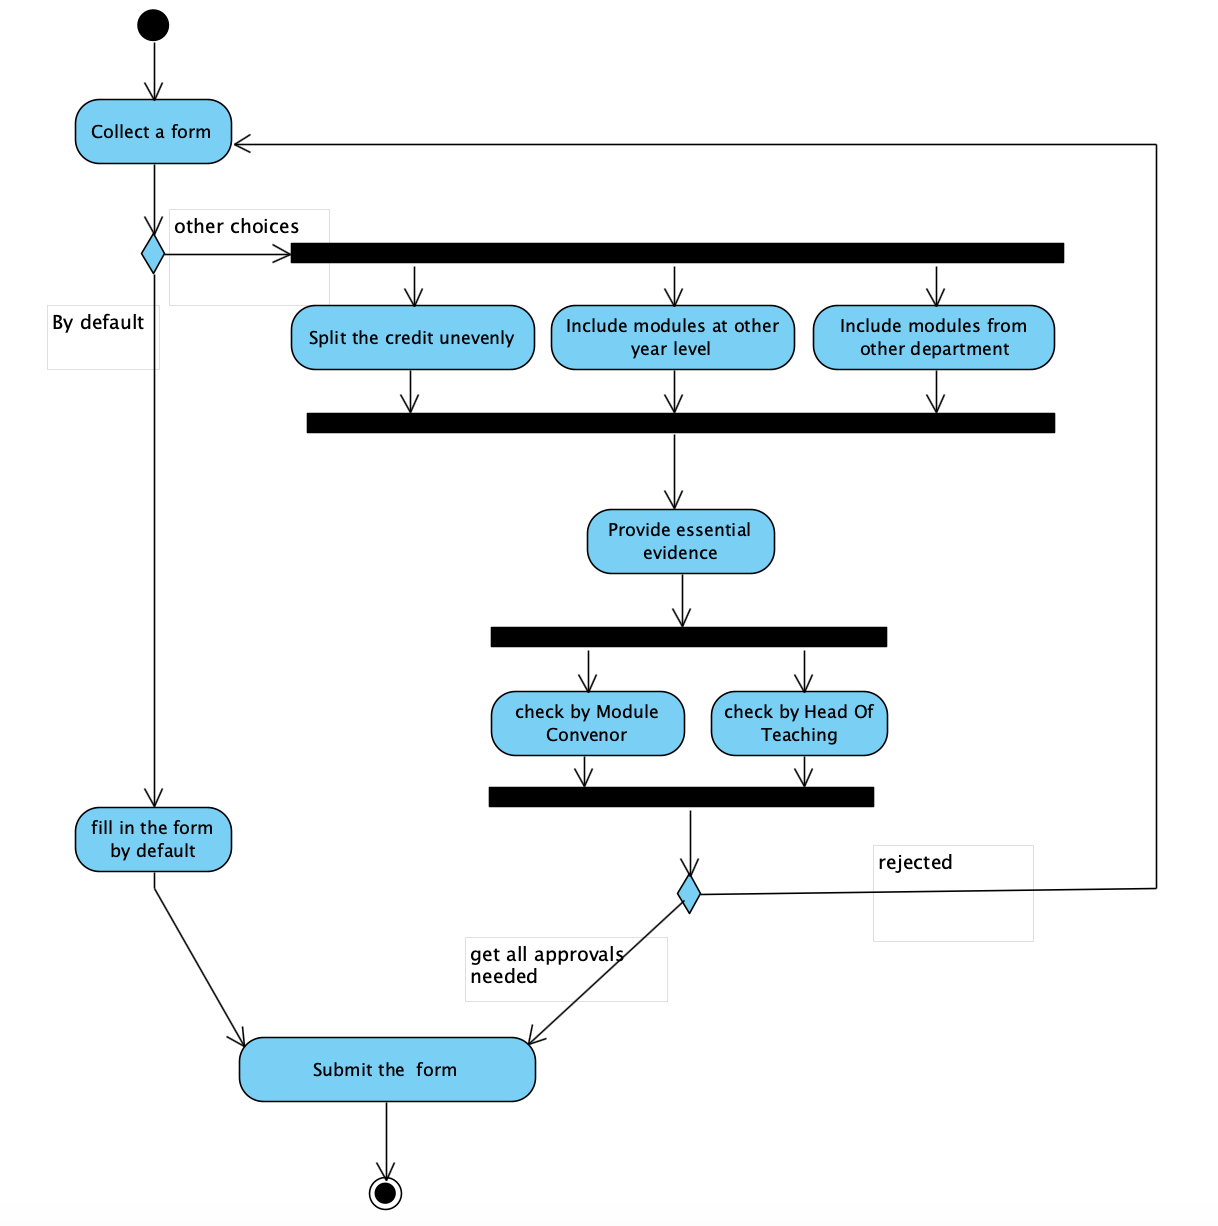 Collect a form
other choices
By default
Split the credit unevenly
Include modules at other
year level
Include modules from
other department
Provide essential
evidence
check by Module
Convenor
check by Head Of
Teaching
fill in the form
by default
rejected
get all approvals
needed
Submit the  form